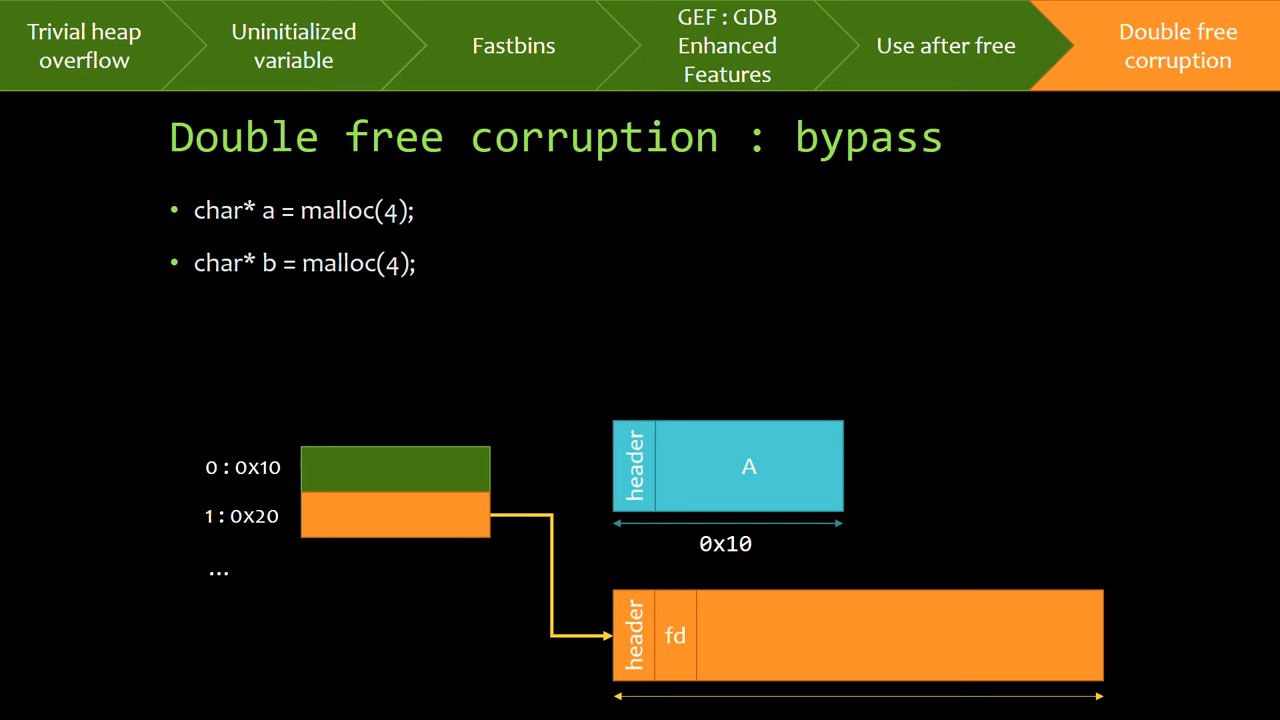 Trivial heap
overflow
Uninitialized
variable
Fastbins
GEF : GDB
Enhanced
Features
Use after free
Double free
corruption
Double free corruption : bypass
• char* a = malloc(4);
• char* b = malloc(4);
0 : 0x10
1 : 0x20
...
header
A
0x10
header
fd